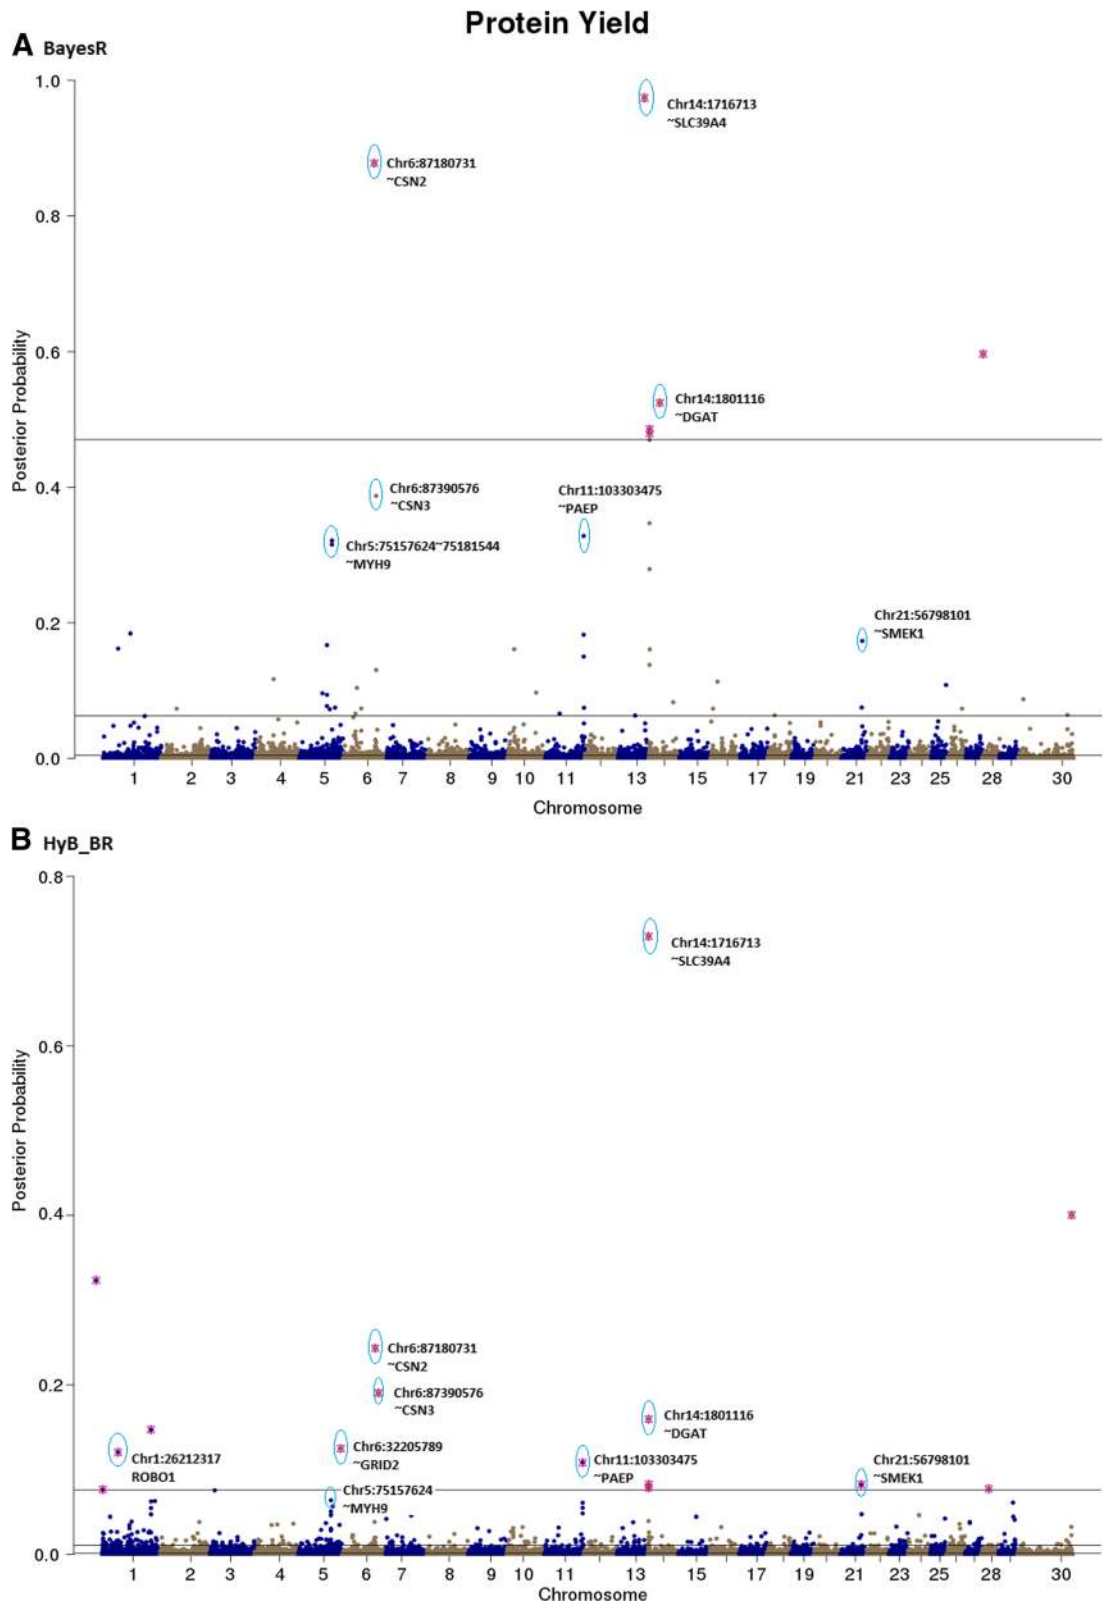 Protein Yield
A BayesR
1.0
Chr14:1716713
~SLC39A4
Chr6:87180731
~CSN2
0.8
Posterior Probability
0.6
Chr14:1801116
~DGAT
0.4
Chr6:87390576
~CSN3
Chr11:103303475
~PAEP
Chr5:75157624~75181544
~MYH9
Chr21:56798101
~SMEK1
0.2
0.0
1 2 3 4 5 6 7 8 9 10 11 13 15 17 19 21 23 25 28 30
Chromosome
B HyB_BR
0.8
Chr14:1716713
~SLC39A4
0.6
Posterior Probability
0.4
Chr6:87180731
~CSN2
0.2
Chr6:87390576
~CSN3
Chr14:1801116
~DGAT
Chr1:26212317
ROBO1
Chr6:32205789
~GRID2
Chr11:103303475
~PAEP
Chr21:56798101
~SMEK1
Chr5:75157624
~MYH9
0.0
1 2 3 4 5 6 7 8 9 10 11 13 15 17 19 21 23 25 28 30
Chromosome